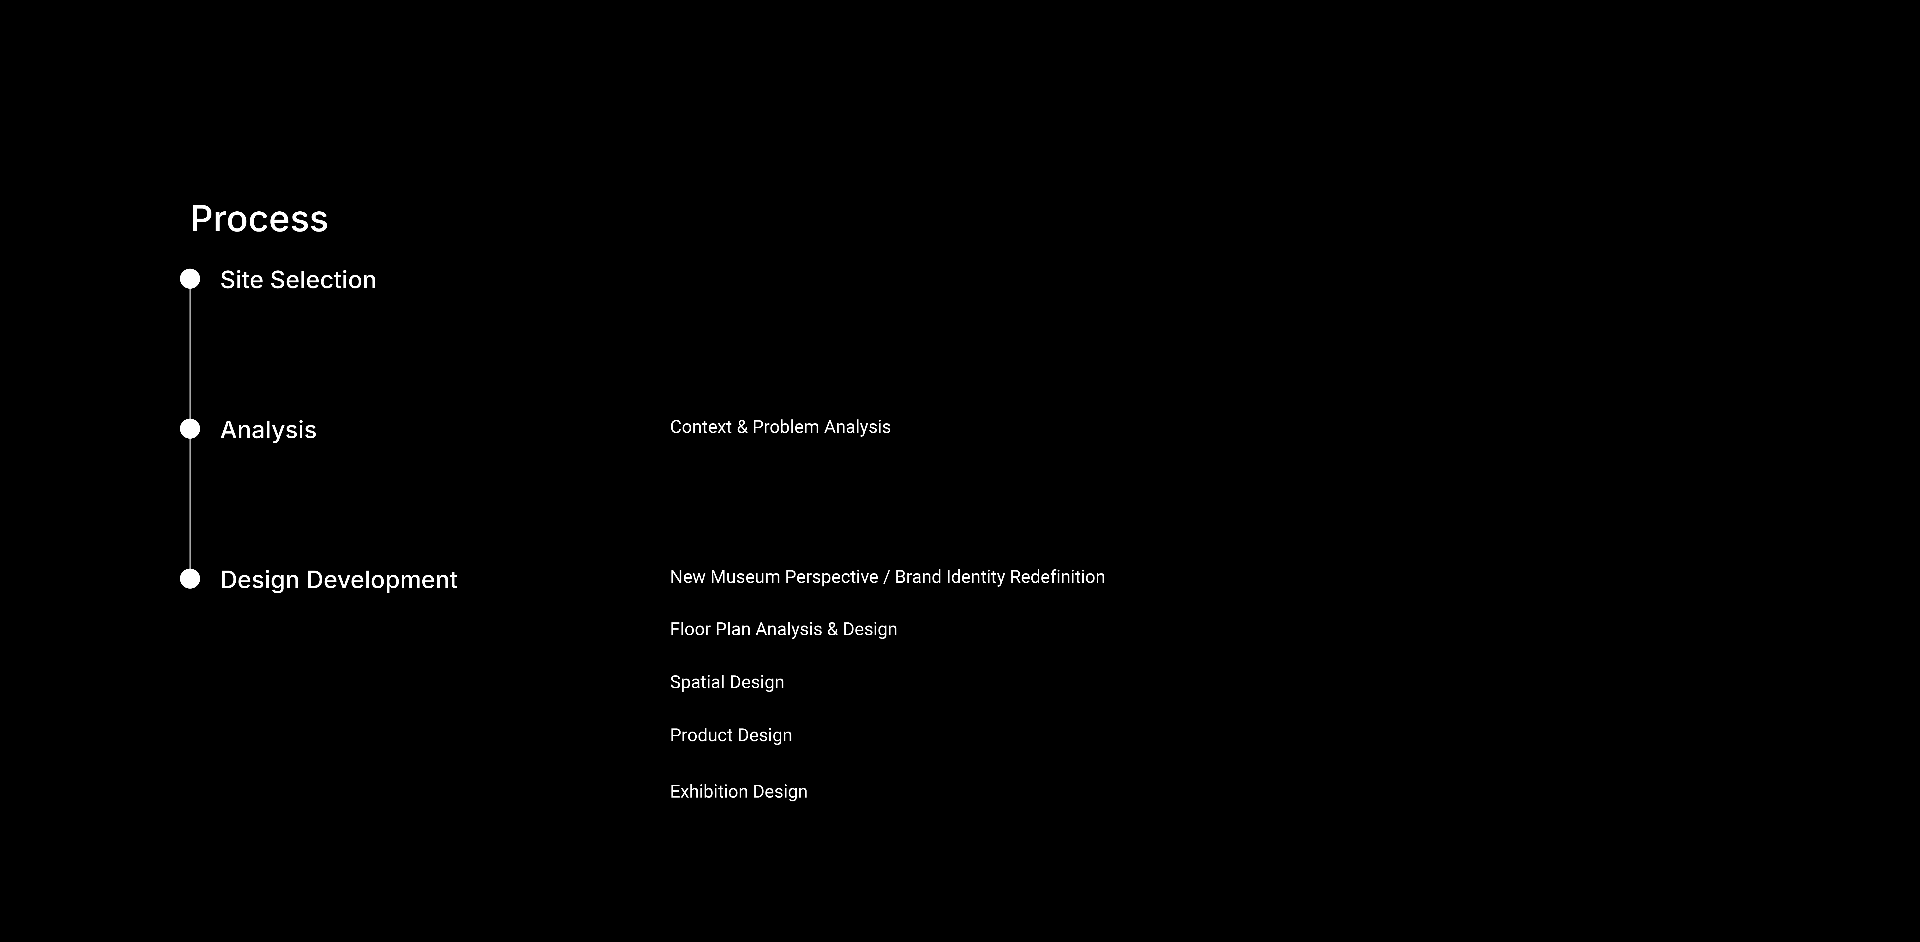 Process
Site Selection
Analysis
Context & Problem Analysis
Design Development
New Museum Perspective / Brand Identity Redefinition
Floor Plan Analysis & Design
Spatial Design
Product Design
Exhibition Design